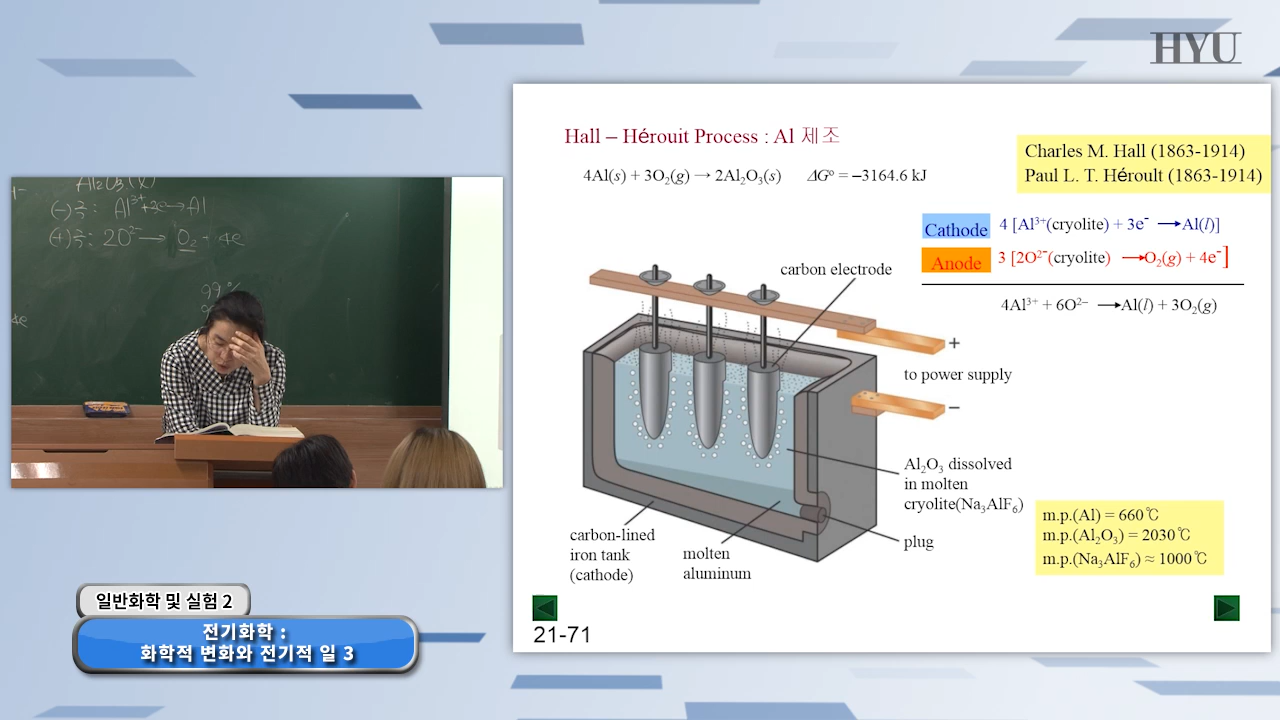 HYU
Al₂O₃(ℓ)
(-)극: Al³⁺+3e→Al
(+)극: 2O²⁻→ O₂ + 4e
99%
4e
Hall – Hérouit Process : Al 제조
Charles M. Hall (1863-1914)
Paul L. T. Héroult (1863-1914)
4Al(s) + 3O₂(g) → 2Al₂O₃(s) ΔG° = –3164.6 kJ
Cathode 4 [Al³⁺(cryolite) + 3e⁻ →Al(l)]
Anode 3 [2O²⁻(cryolite) →O₂(g) + 4e⁻]
4Al³⁺ + 6O²⁻ →Al(l) + 3O₂(g)
carbon electrode
+
to power supply
–
Al₂O₃ dissolved
in molten
cryolite(Na₃AlF₆)
plug
carbon-lined
iron tank
(cathode)
molten
aluminum
m.p.(Al) = 660℃
m.p.(Al₂O₃) = 2030℃
m.p.(Na₃AlF₆) ≈ 1000℃
21-71
일반화학 및 실험 2
전기화학 :
화학적 변화와 전기적 일 3